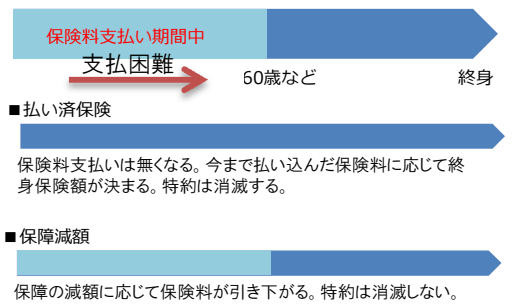 保険料支払い期間中
支払困難
60歳など 終身
■払い済保険
保険料支払いは無くなる。今まで払い込んだ保険料に応じて終
身保険額が決まる。特約は消滅する。
■保障減額
保障の減額に応じて保険料が引き下がる。特約は消滅しない。